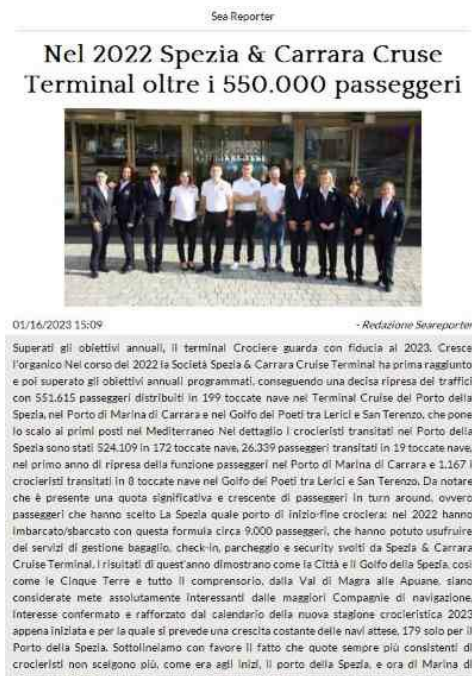 Sea Reporter
Nel 2022 Spezia & Carrara Cruse
Terminal oltre i 550.000 passeggeri
01/16/2023 15:09
- Redazione Seareporter
Superati gli obiettivi annuali, il terminal Crociere guarda con fiducia al 2023. Cresce
l'organico Nel corso del 2022 la Società Spezia & Carrara Cruise Terminal ha prima raggiunto
e poi superato gli obiettivi annuali programmati, conseguendo una decisa ripresa dei traffici
con 551.615 passeggeri distribuiti in 199 toccate nave nel Terminal Cruise del Porto della
Spezia, nel Porto di Marina di Carrara e nel Golfo dei Poeti tra Lerici e San Terenzo, che pone
lo scalo ai primi posti nel Mediterraneo Nel dettaglio i crocieristi transitati nel Porto della
Spezia sono stati 524.109 in 172 toccate nave, 26.339 passeggeri transitati in 19 toccate nave,
nel primo anno di ripresa della funzione passeggeri nel Porto di Marina di Carrara e 1.167 i
crocieristi transitati in 8 toccate nave nel Golfo dei Poeti tra Lerici e San Terenzo. Da notare
che è presente una quota significativa e crescente di passeggeri in turn around, ovvero
passeggeri che hanno scelto La Spezia quale porto di inizio-fine crociera: nel 2022 hanno
imbarcato/sbarcato con questa formula circa 9.000 passeggeri, che hanno potuto usufruire
dei servizi di gestione bagaglio, check-in, parcheggio e security svolti da Spezia & Carrara
Cruise Terminal. I risultati di quest'anno dimostrano come la Città e il Golfo della Spezia, così
come le Cinque Terre e tutto il comprensorio, dalla Val di Magra alle Apuane, siano
considerate mete assolutamente interessanti dalle maggiori Compagnie di navigazione.
Interesse confermato e rafforzato dal calendario della nuova stagione crocieristica 2023
appena iniziata e per la quale si prevede una crescita costante delle navi attese, 179 solo per il
Porto della Spezia. Sottolineiamo con favore il fatto che quote sempre più consistenti di
crocieristi non scelgono più, come era agli inizi, il porto della Spezia, e ora di Marina di